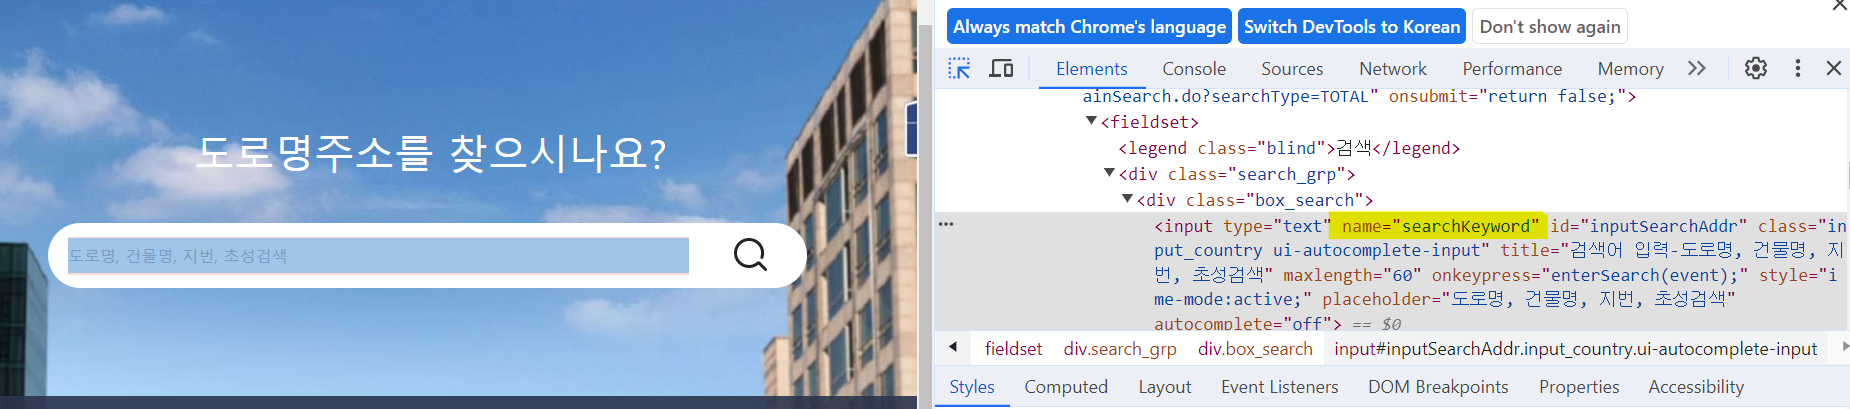 도로명주소를 찾으시나요?
도로명, 건물명, 지번, 초성검색
Always match Chrome's language Switch DevTools to Korean Don't show again
Elements Console Sources Network Performance Memory
ainSearch.do?searchType=TOTAL" onsubmit="return false;">
<fieldset>
<legend class="blind">검색</legend>
<div class="search_grp">
<div class="box_search">
<input type="text" name="searchKeyword" id="inputSearchAddr" class="in
put_country ui-autocomplete-input" title="검색어 입력-도로명, 건물명, 지
번, 초성검색" maxlength="60" onkeypress="enterSearch(event);" style="i
me-mode:active;" placeholder="도로명, 건물명, 지번, 초성검색"
autocomplete="off"> == $0
fieldset div.search_grp div.box_search input#inputSearchAddr.input_country.ui-autocomplete-input
Styles Computed Layout Event Listeners DOM Breakpoints Properties Accessibility